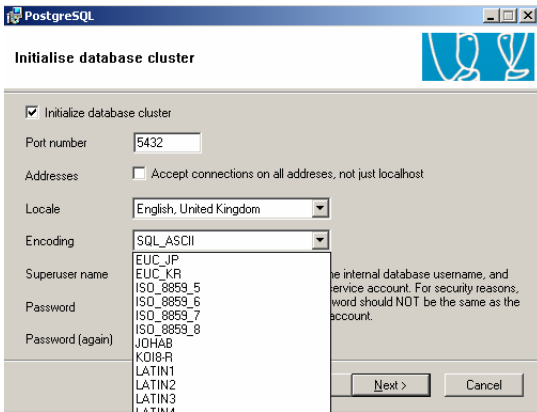 PostgreSQL
Initialise database cluster
Initialize database cluster
Port number 5432
Addresses Accept connections on all addreses, not just localhost
Locale English, United Kingdom
Encoding SQL_ASCII
EUC_JP
Superuser name EUC_KR ne internal database username, and
ISO_8859_5 ervice account. For security reasons,
ISO_8859_6
Password ISO_8859_7 word should NOT be the same as the
ISO_8859_8 account.
Password (again) JOHAB
KOI8-R
LATIN1
LATIN2 Next > Cancel
LATIN3
LATIN4